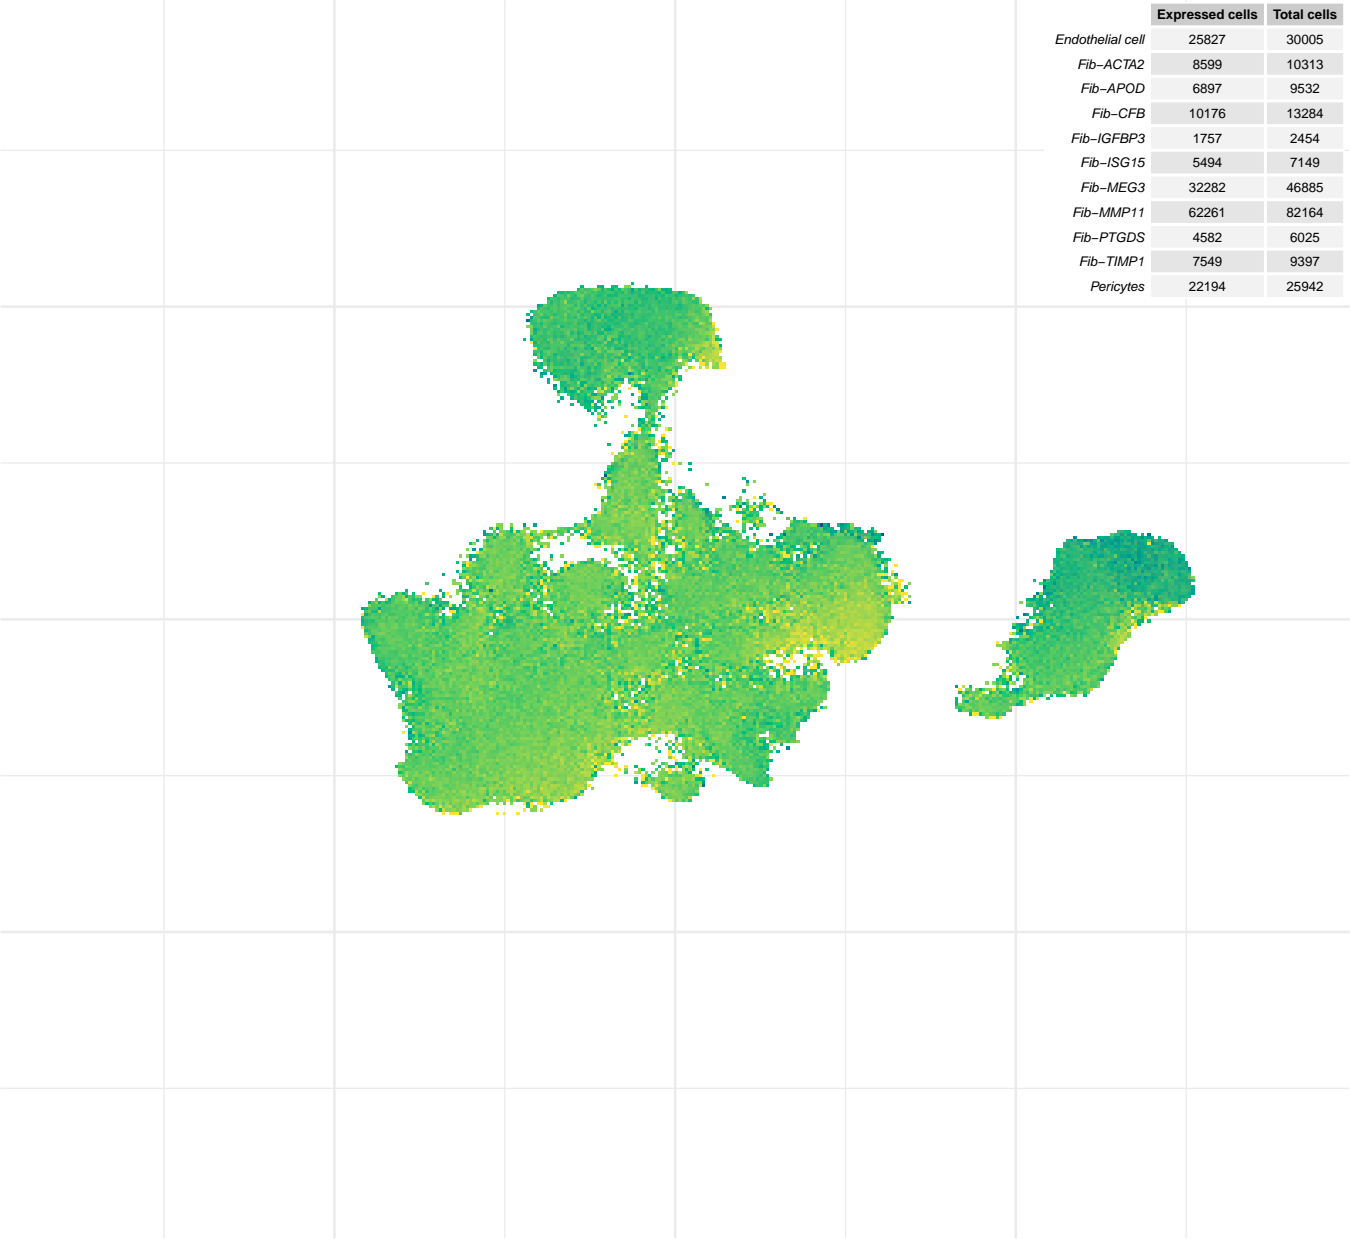 Expressed cells Total cells
Endothelial cell 25827 30005
Fib−ACTA2 8599 10313
Fib−APOD 6897 9532
Fib−CFB 10176 13284
Fib−IGFBP3 1757 2454
Fib−ISG15 5494 7149
Fib−MEG3 32282 46885
Fib−MMP11 62261 82164
Fib−PTGDS 4582 6025
Fib−TIMP1 7549 9397
Pericytes 22194 25942